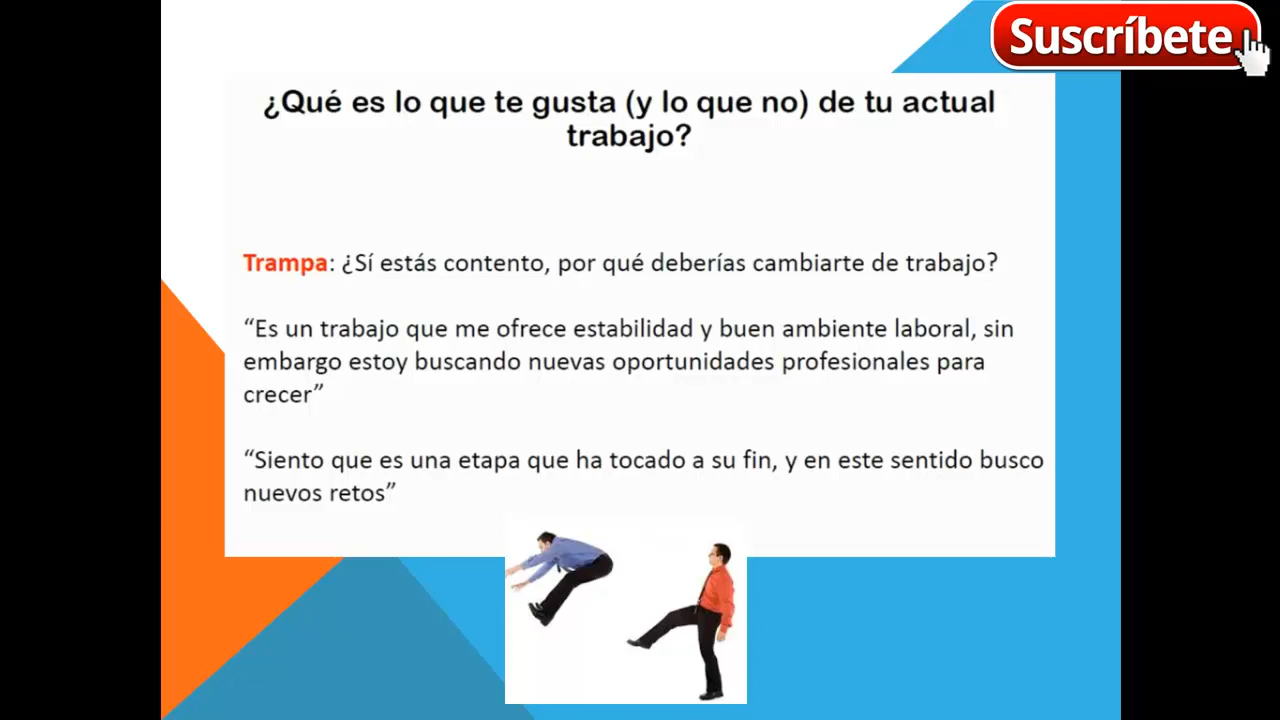 Suscríbete
¿Qué es lo que te gusta (y lo que no) de tu actual
trabajo?
Trampa: ¿Sí estás contento, por qué deberías cambiarte de trabajo?
“Es un trabajo que me ofrece estabilidad y buen ambiente laboral, sin
embargo estoy buscando nuevas oportunidades profesionales para
crecer”
“Siento que es una etapa que ha tocado a su fin, y en este sentido busco
nuevos retos”